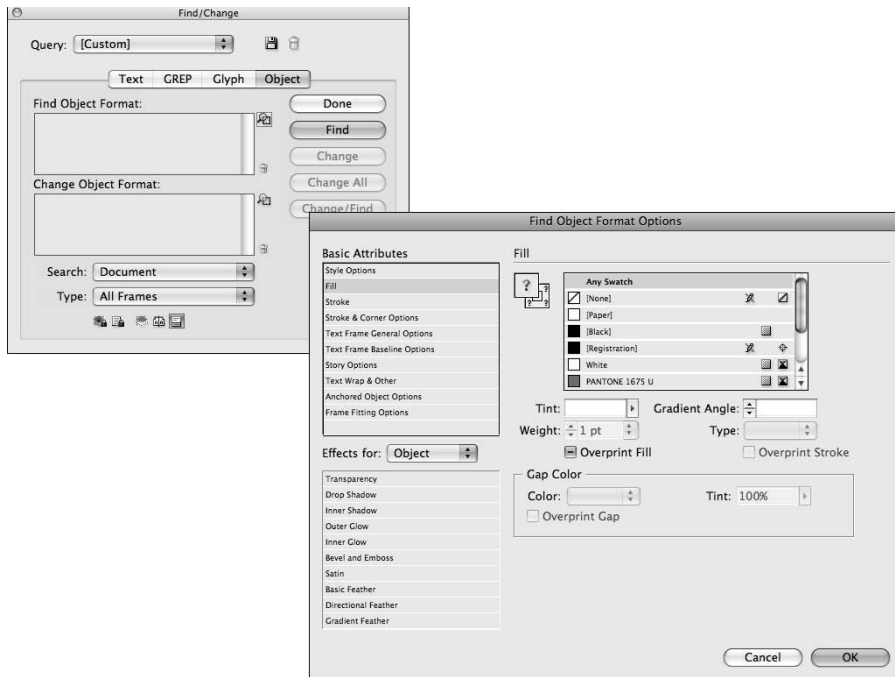 Find/Change
Query: [Custom]
Text GREP Glyph Object
Find Object Format:
Done
Find
Change
Change All
Change/Find
Change Object Format:
Search: Document
Type: All Frames
Find Object Format Options
Basic Attributes
Style Options
Fill
Stroke
Stroke & Corner Options
Text Frame General Options
Text Frame Baseline Options
Story Options
Text Wrap & Other
Anchored Object Options
Frame Fitting Options
Effects for: Object
Transparency
Drop Shadow
Inner Shadow
Outer Glow
Inner Glow
Bevel and Emboss
Satin
Basic Feather
Directional Feather
Gradient Feather
Fill
Any Swatch
[None]
[Paper]
[Black]
[Registration]
White
PANTONE 1675 U
Tint: Gradient Angle:
Weight: 1 pt Type:
Overprint Fill Overprint Stroke
Gap Color
Color: Tint: 100%
Overprint Gap
Cancel OK